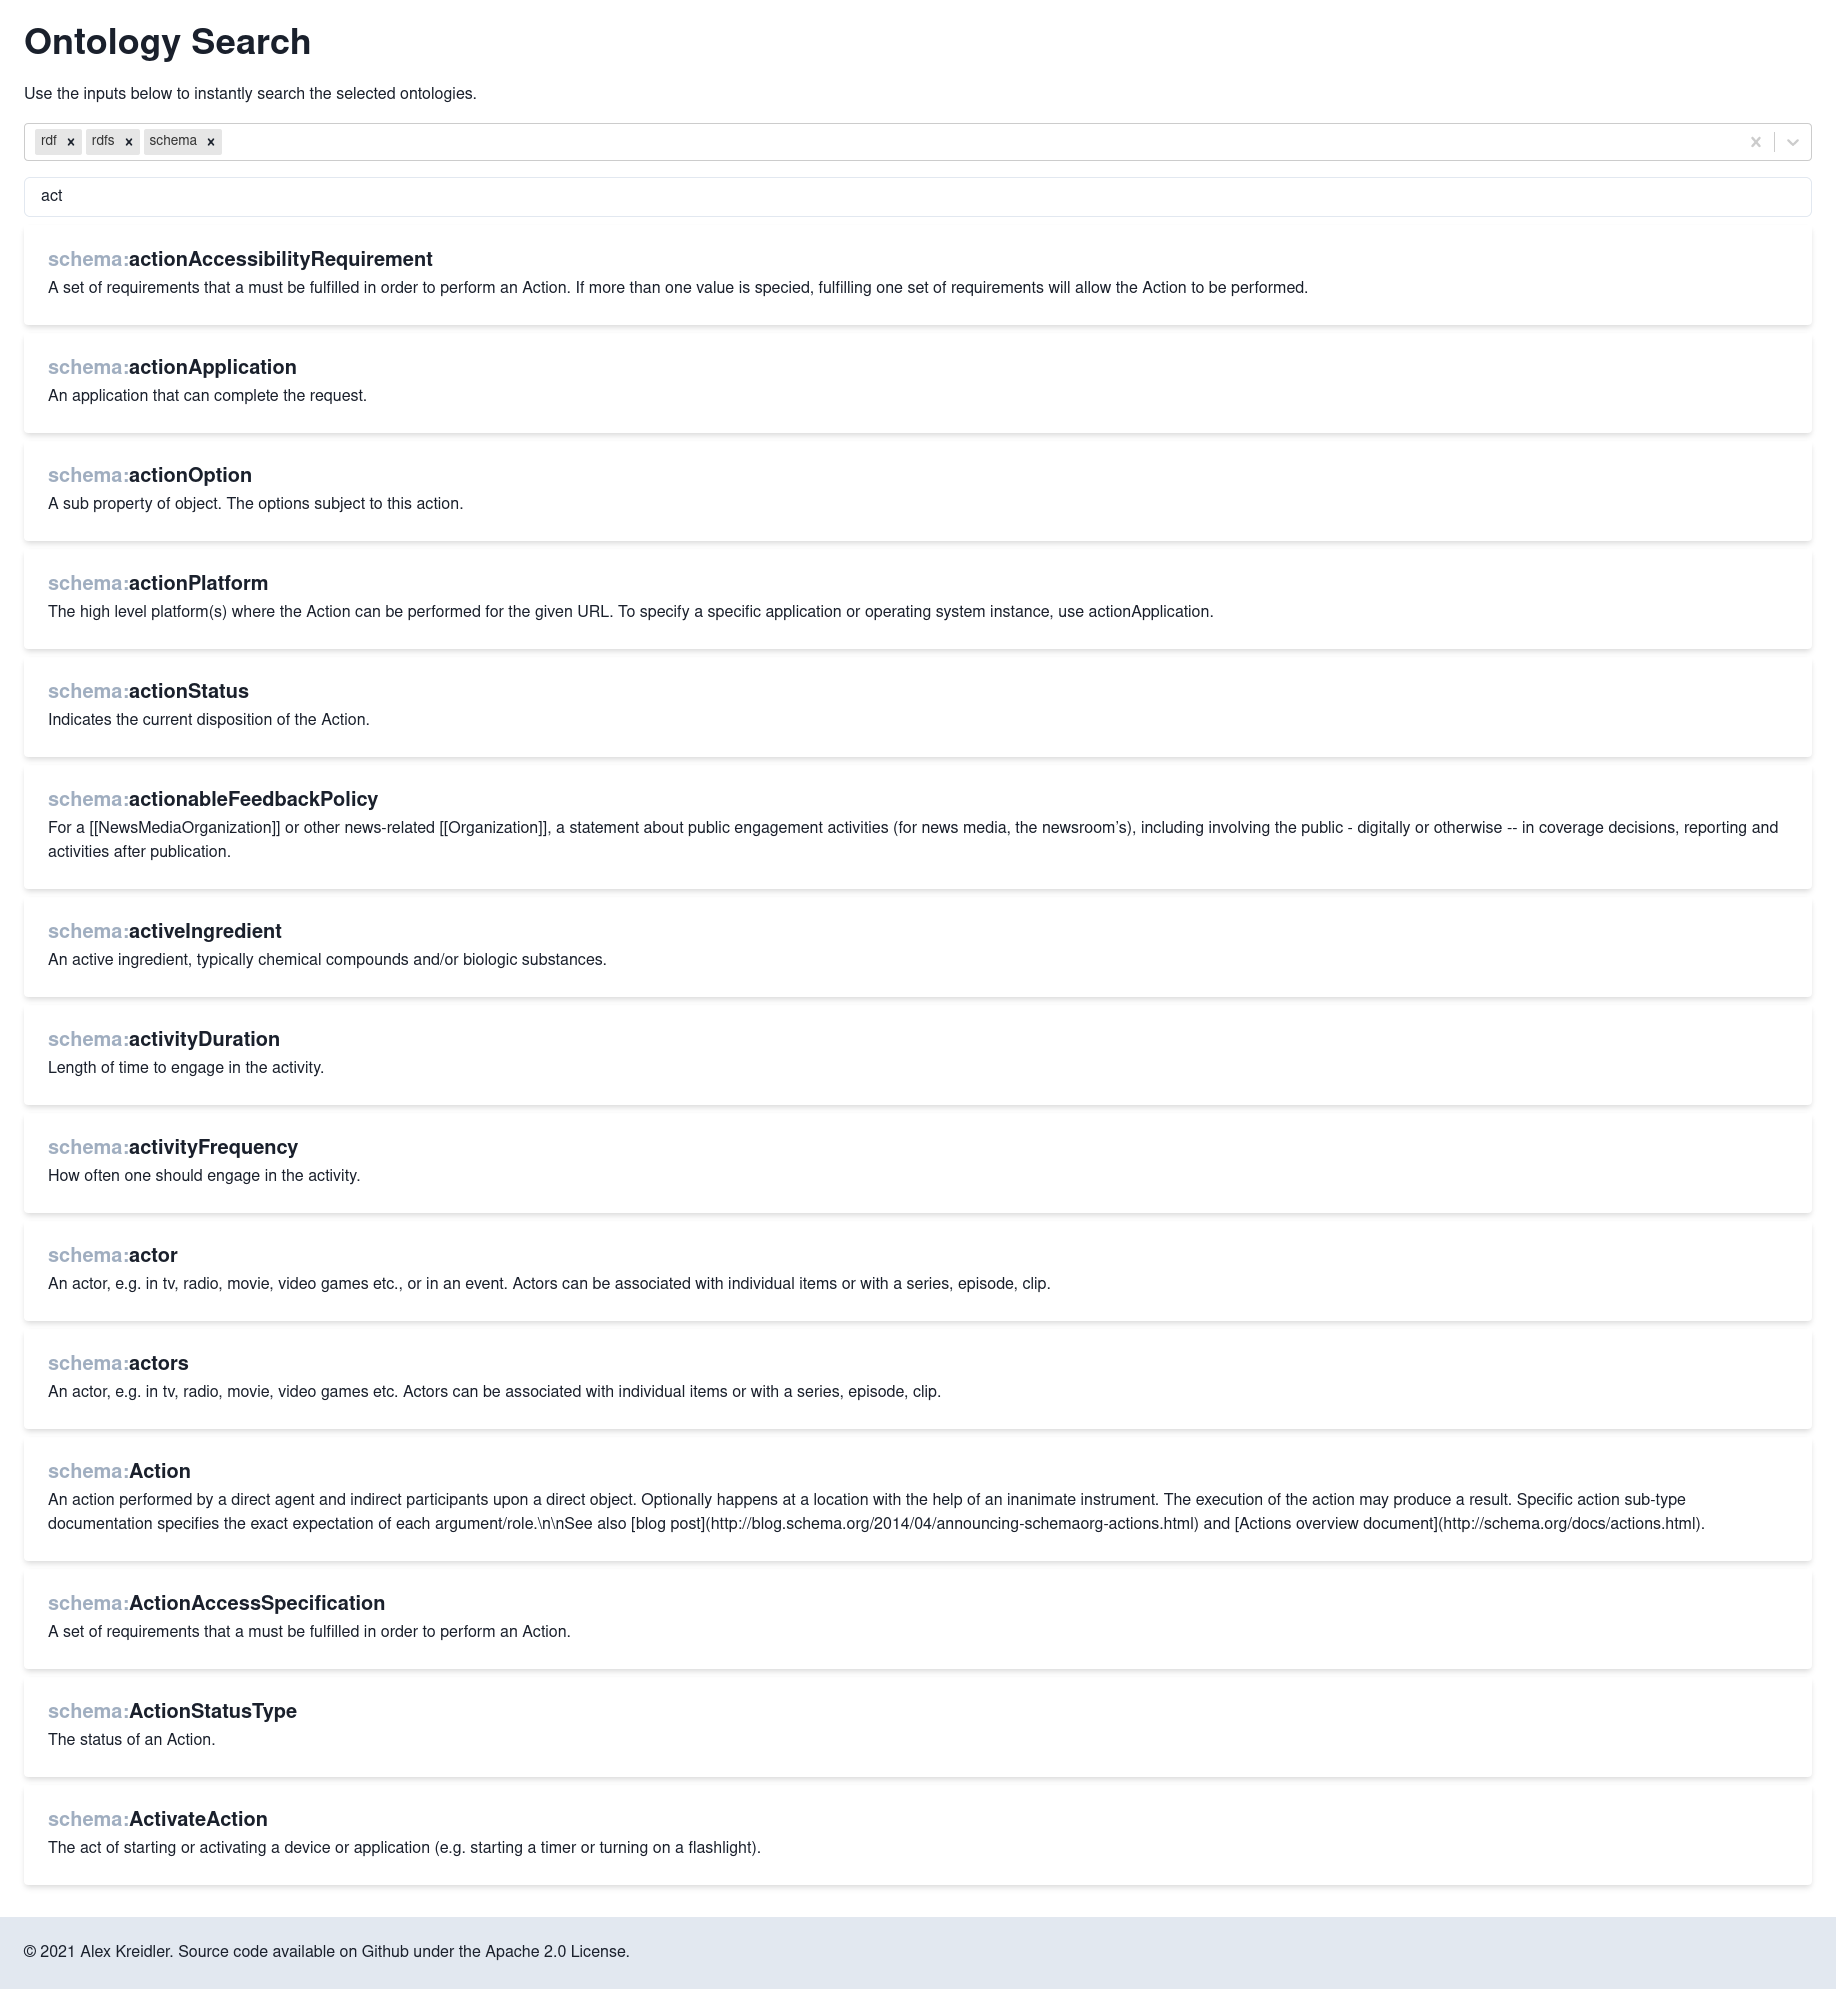 Ontology Search
Use the inputs below to instantly search the selected ontologies.
rdf × rdfs × schema ×
act
schema:actionAccessibilityRequirement
A set of requirements that a must be fulfilled in order to perform an Action. If more than one value is specied, fulfilling one set of requirements will allow the Action to be performed.
schema:actionApplication
An application that can complete the request.
schema:actionOption
A sub property of object. The options subject to this action.
schema:actionPlatform
The high level platform(s) where the Action can be performed for the given URL. To specify a specific application or operating system instance, use actionApplication.
schema:actionStatus
Indicates the current disposition of the Action.
schema:actionableFeedbackPolicy
For a [[NewsMediaOrganization]] or other news-related [[Organization]], a statement about public engagement activities (for news media, the newsroom’s), including involving the public - digitally or otherwise -- in coverage decisions, reporting and
activities after publication.
schema:activeIngredient
An active ingredient, typically chemical compounds and/or biologic substances.
schema:activityDuration
Length of time to engage in the activity.
schema:activityFrequency
How often one should engage in the activity.
schema:actor
An actor, e.g. in tv, radio, movie, video games etc., or in an event. Actors can be associated with individual items or with a series, episode, clip.
schema:actors
An actor, e.g. in tv, radio, movie, video games etc. Actors can be associated with individual items or with a series, episode, clip.
schema:Action
An action performed by a direct agent and indirect participants upon a direct object. Optionally happens at a location with the help of an inanimate instrument. The execution of the action may produce a result. Specific action sub-type
documentation specifies the exact expectation of each argument/role.\n\nSee also [blog post](http://blog.schema.org/2014/04/announcing-schemaorg-actions.html) and [Actions overview document](http://schema.org/docs/actions.html).
schema:ActionAccessSpecification
A set of requirements that a must be fulfilled in order to perform an Action.
schema:ActionStatusType
The status of an Action.
schema:ActivateAction
The act of starting or activating a device or application (e.g. starting a timer or turning on a flashlight).
© 2021 Alex Kreidler. Source code available on Github under the Apache 2.0 License.